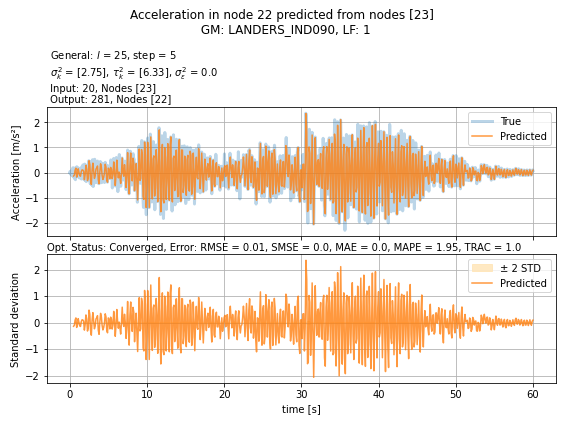 Acceleration in node 22 predicted from nodes [23]
GM: LANDERS_IND090, LF: 1
General: l = 25, step = 5
σ²ₖ = [2.75], τ²ₖ = [6.33], σ²ε = 0.0
Input: 20, Nodes [23]
Output: 281, Nodes [22]
Acceleration [m/s²]
2
1
0
−1
−2
True
Predicted
Opt. Status: Converged, Error: RMSE = 0.01, SMSE = 0.0, MAE = 0.0, MAPE = 1.95, TRAC = 1.0
Standard deviation
2
1
0
−1
−2
± 2 STD
Predicted
0 10 20 30 40 50 60
time [s]